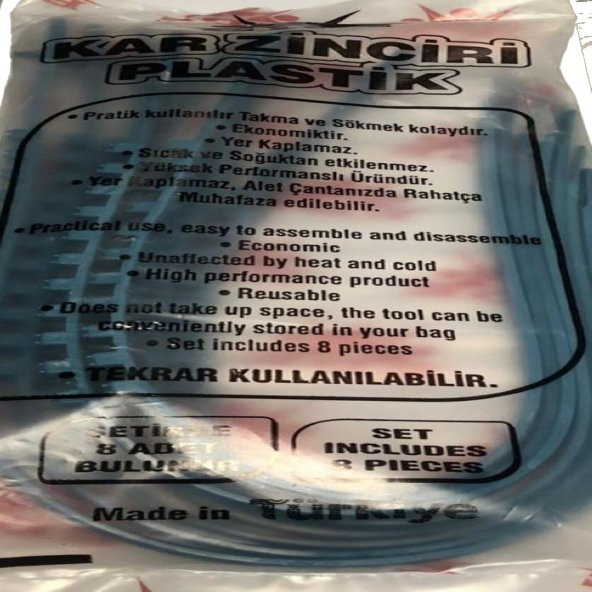 KAR ZİNCİRİ
PLASTİK
• Pratik kullanılır Takma ve Sökmek kolaydır.
• Ekonomiktir.
• Yer Kaplamaz.
• Sıcak ve Soğuktan etkilenmez.
• Yüksek Performanslı Üründür.
• Yer Kaplamaz, Alet Çantanızda Rahatça
Muhafaza edilebilir.
• Practical use, easy to assemble and disassemble
• Economic
• Unaffected by heat and cold
• High performance product
• Reusable
• Does not take up space, the tool can be
conveniently stored in your bag
• Set includes 8 pieces
• TEKRAR KULLANILABİLİR.
8 ADET
SET
INCLUDES
8 PIECES
Made in Türkiye